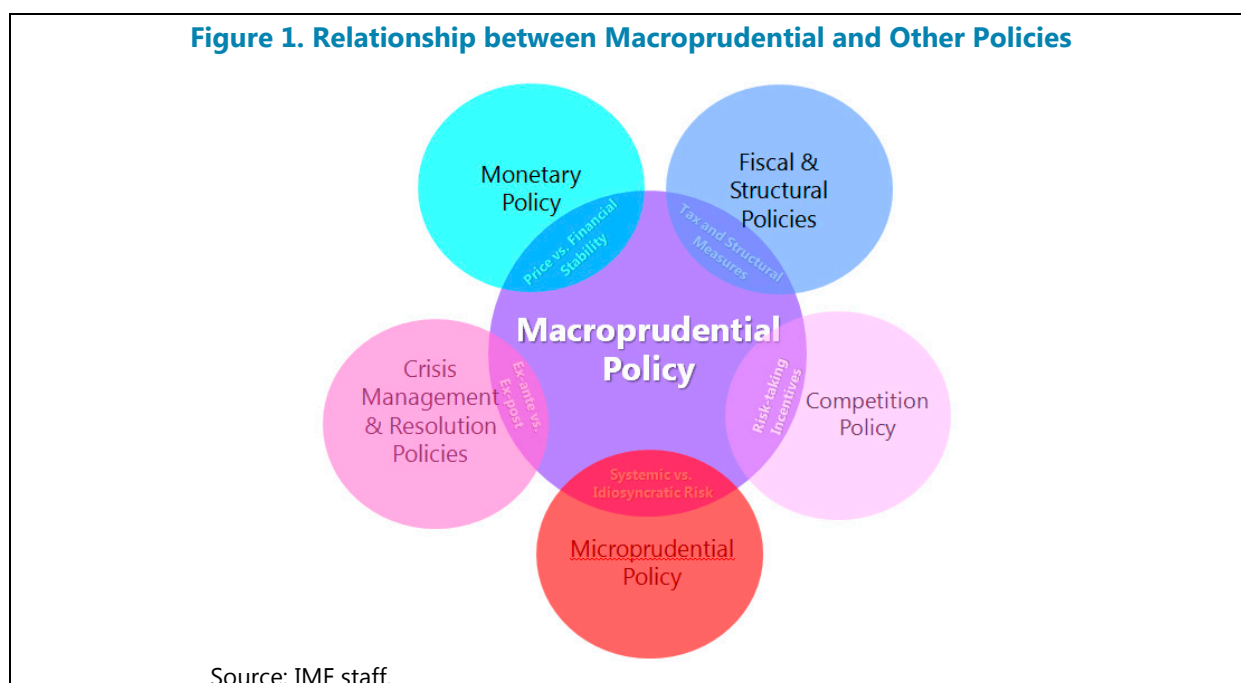 Figure 1. Relationship between Macroprudential and Other Policies
Monetary
Policy
Fiscal &
Structural
Policies
Price vs. Financial
Stability
Tax and Structural
Measures
Macroprudential
Policy
Crisis
Management
& Resolution
Policies
Ex-ante vs.
Ex-post
Risk-taking
Incentives
Competition
Policy
Systemic vs.
Idiosyncratic Risk
Microprudential
Policy
Source: IMF staff.